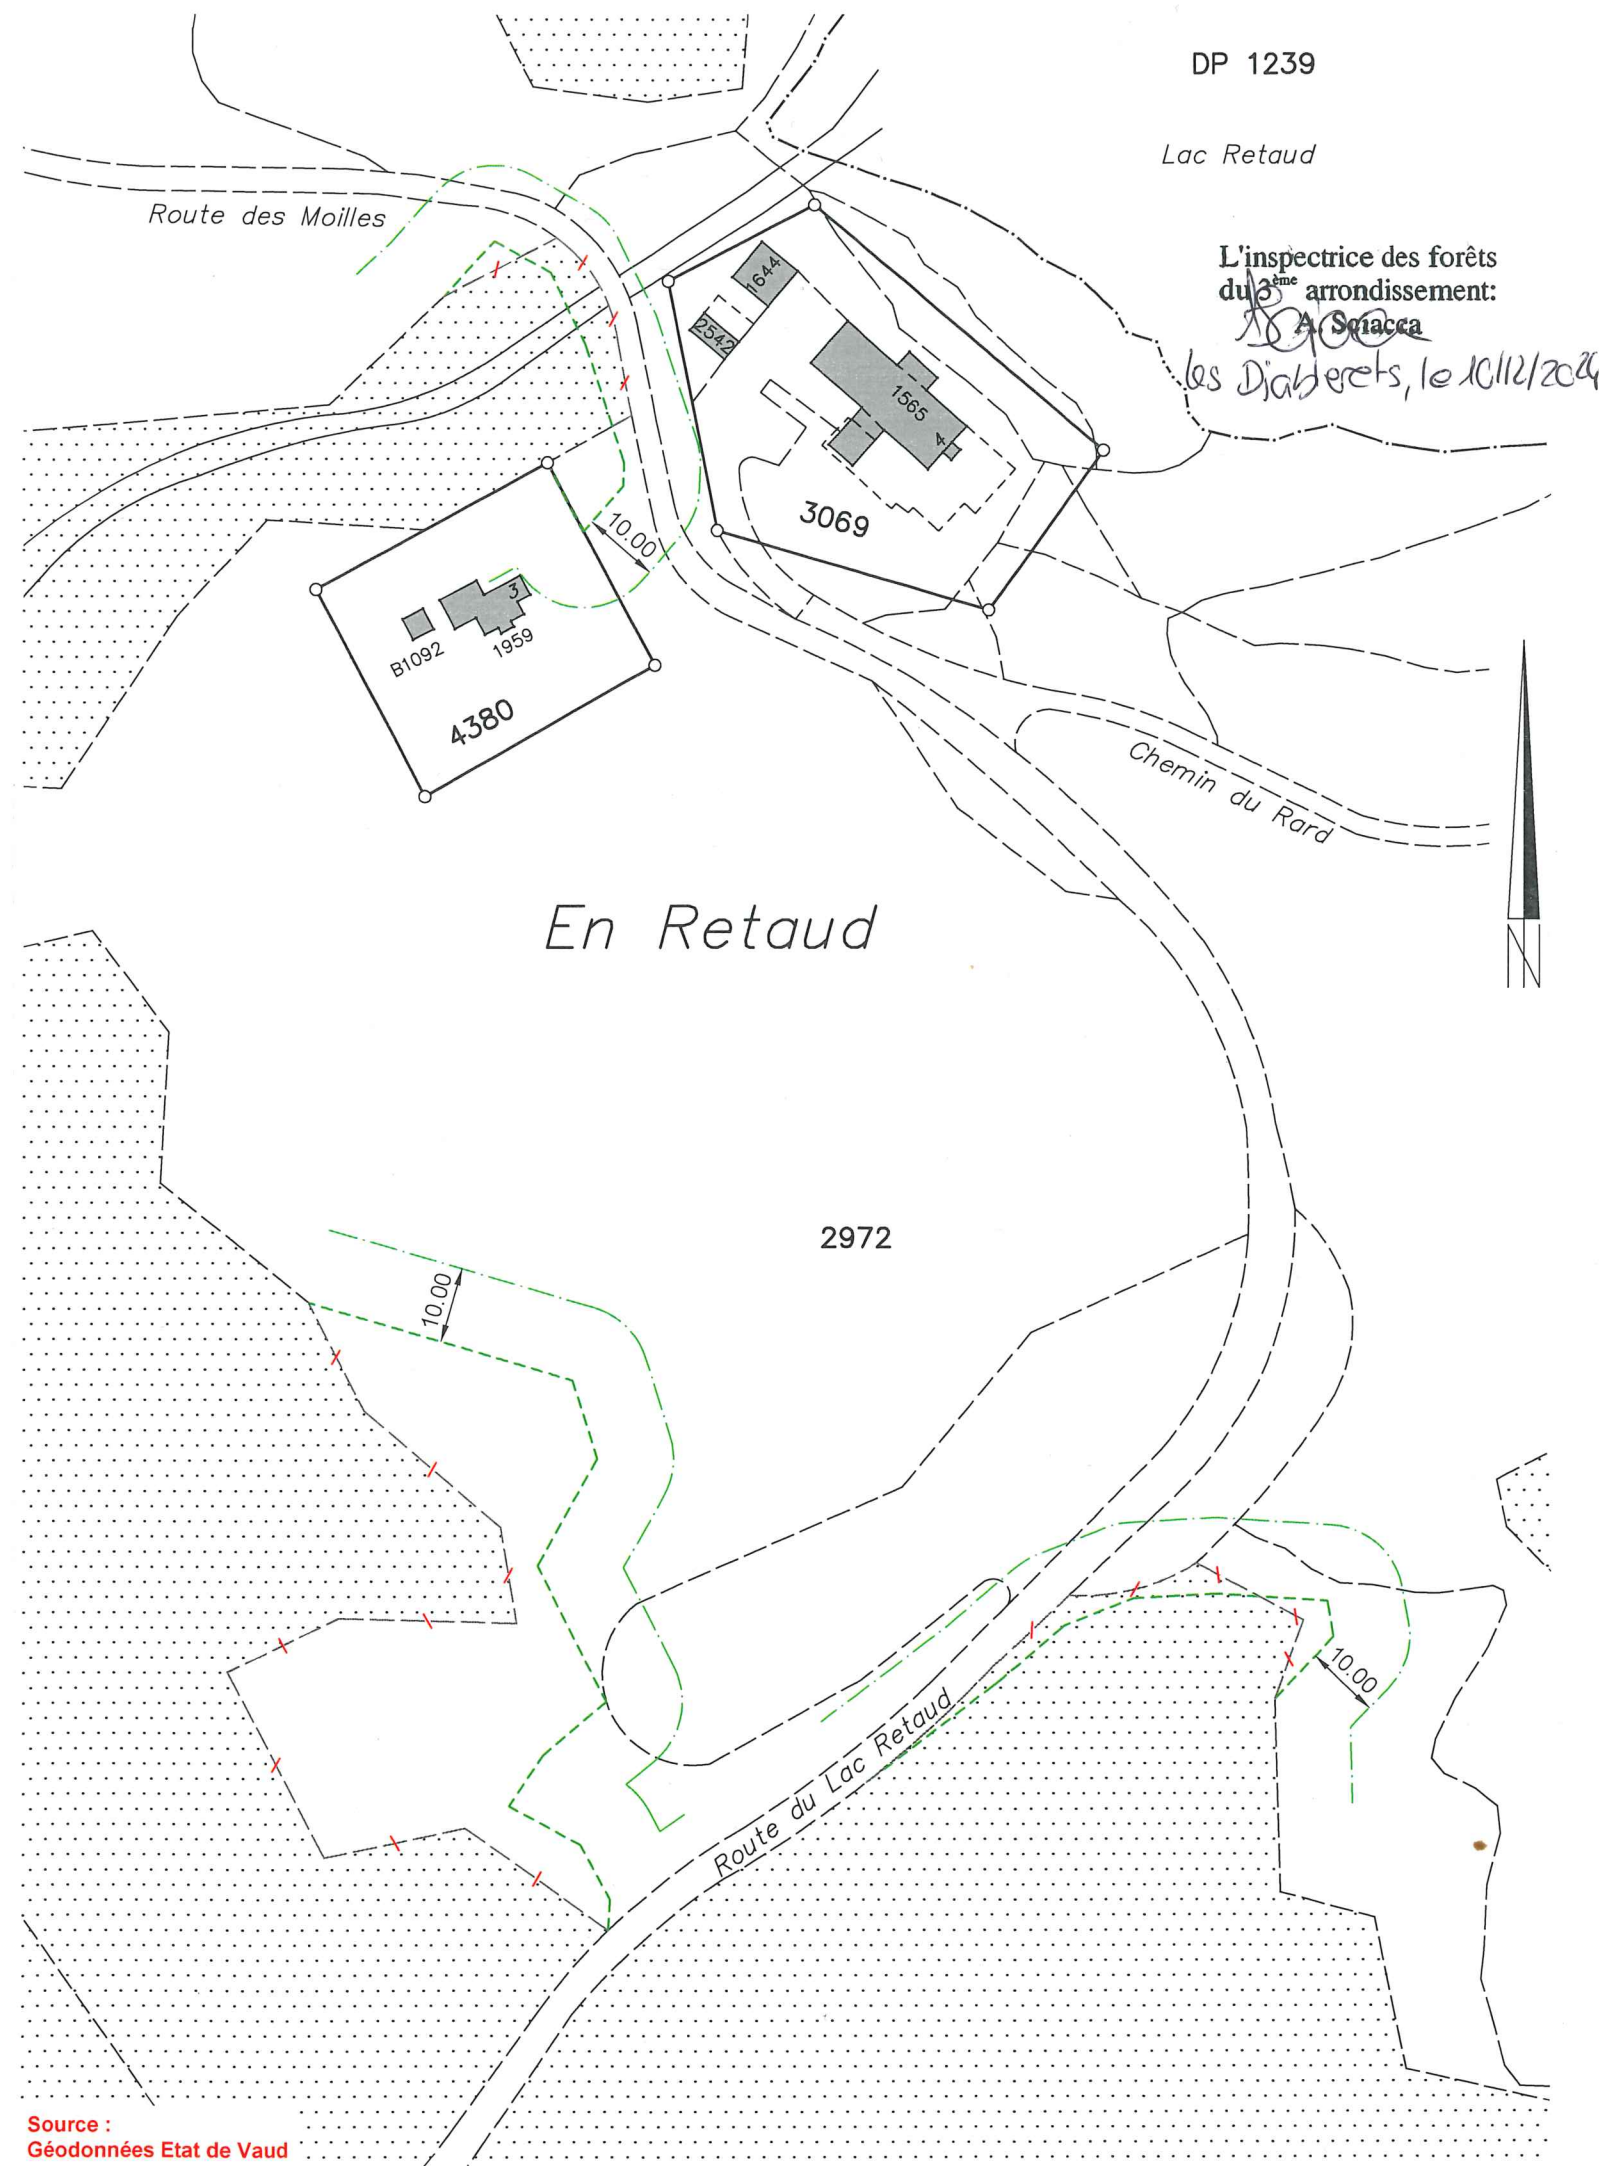 DP 1239
Lac Retaud
Route des Moilles
L'inspectrice des forêts
du 3ème arrondissement:
A. Sciacca
les Diablerets, le 10/12/2024
1644
2542
1565
4
3069
10.00
3
B1092
1959
4380
Chemin du Rard
En Retaud
N
2972
10.00
10.00
Route du Lac Retaud
Source :
Géodonnées Etat de Vaud